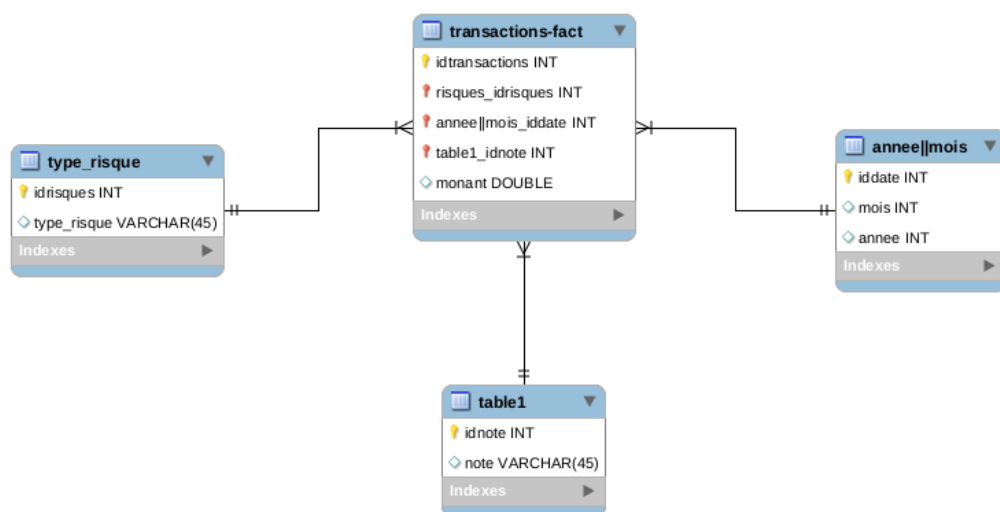 transactions-fact
idtransactions INT
risques_idrisques INT
annee||mois_iddate INT
table1_idnote INT
monant DOUBLE
Indexes
type_risque
idrisques INT
type_risque VARCHAR(45)
Indexes
annee||mois
iddate INT
mois INT
annee INT
Indexes
table1
idnote INT
note VARCHAR(45)
Indexes